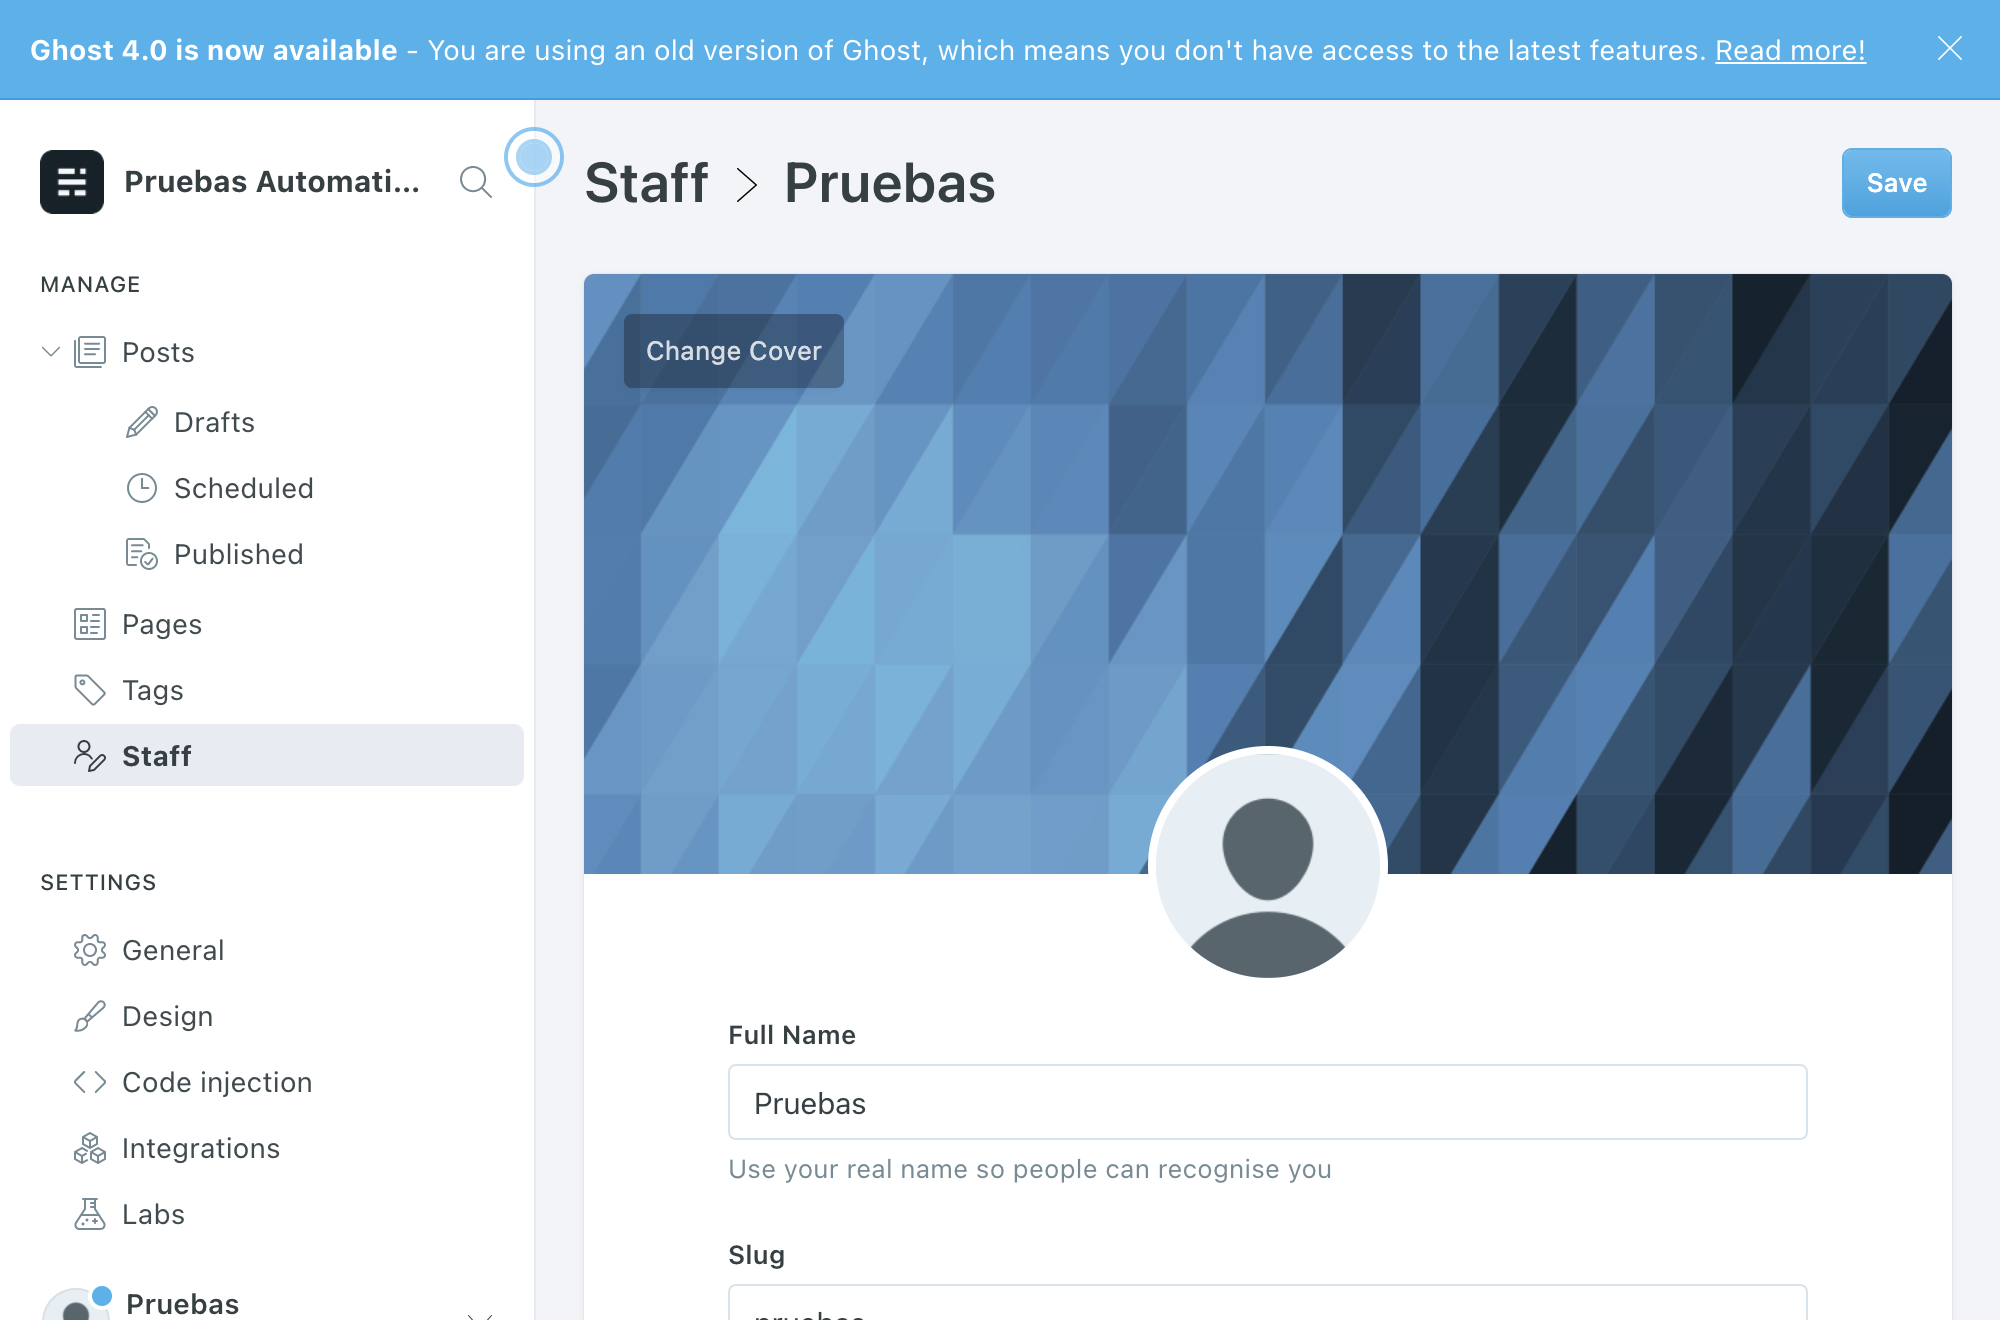 Ghost 4.0 is now available - You are using an old version of Ghost, which means you don't have access to the latest features. Read more!
Pruebas Automati...
Staff > Pruebas
Save
MANAGE
Posts
Drafts
Scheduled
Published
Pages
Tags
Staff
SETTINGS
General
Design
Code injection
Integrations
Labs
Pruebas
Change Cover
Full Name
Pruebas
Use your real name so people can recognise you
Slug
pruebas